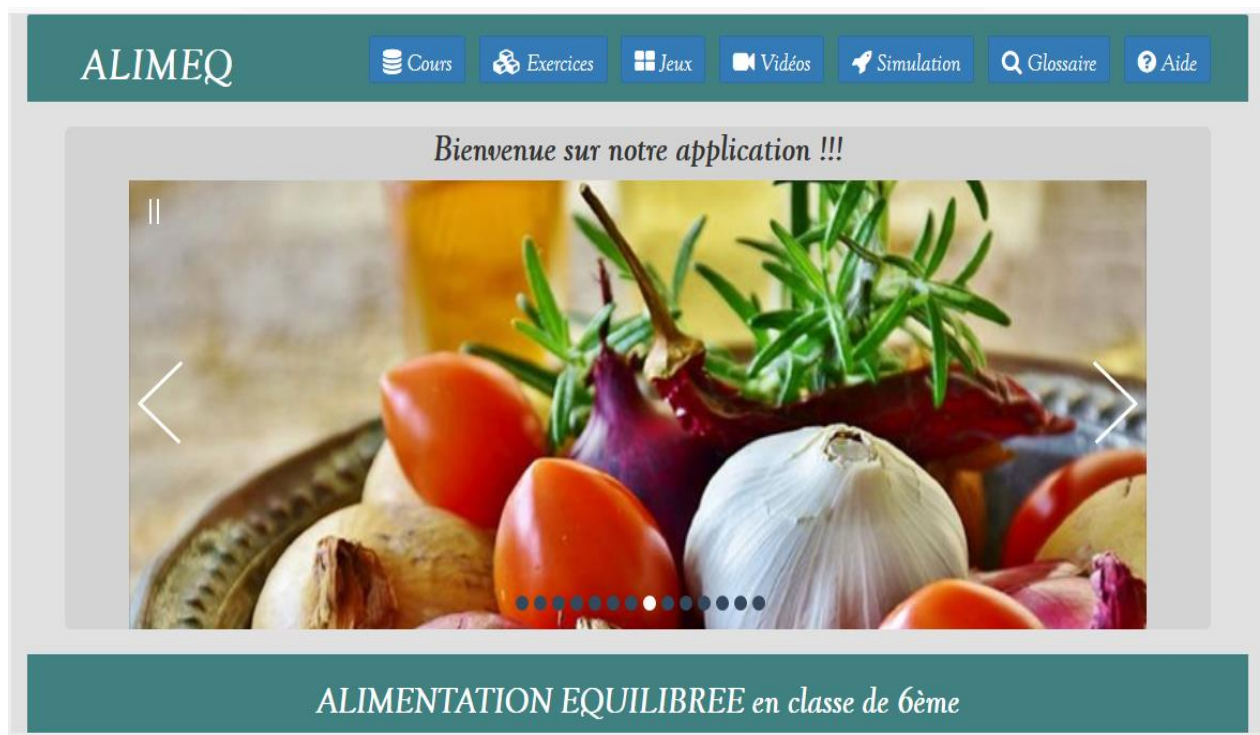 ALIMEQ
Cours Exercices Jeux Vidéos Simulation Glossaire Aide
Bienvenue sur notre application !!!
ALIMENTATION EQUILIBREE en classe de 6ème